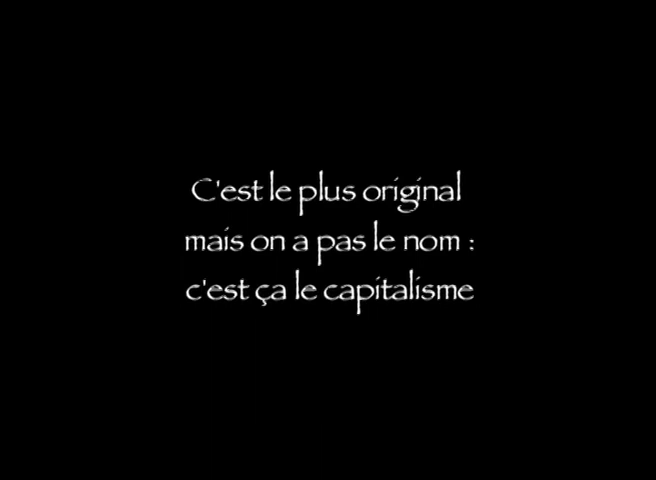 C'est le plus original
mais on a pas le nom :
c'est ça le capitalisme